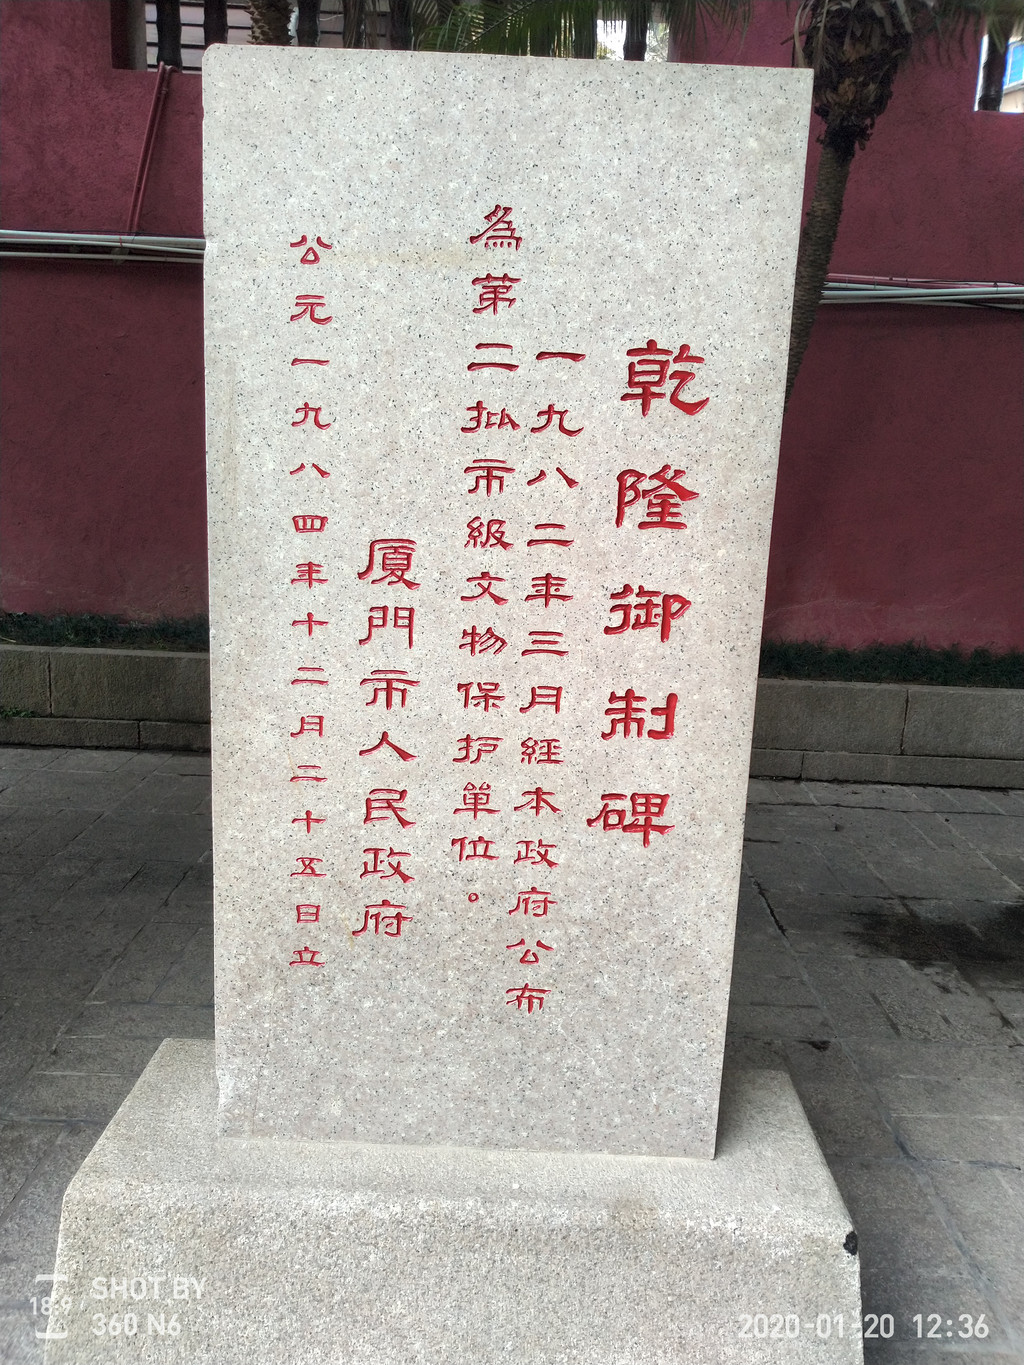 乾隆御制碑
一九八二年三月經本政府公布
為第二批市級文物保护單位。
厦門市人民政府
公元一九八四年十二月二十五日立
SHOT BY
360 N6
18:9
2020-01-20 12:36